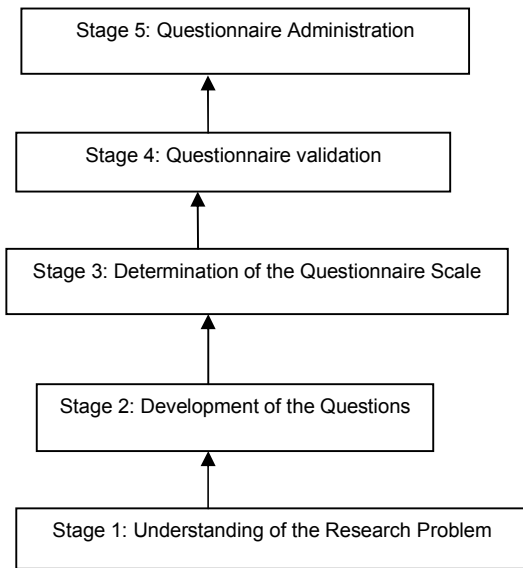 Stage 5: Questionnaire Administration
Stage 4: Questionnaire validation
Stage 3: Determination of the Questionnaire Scale
Stage 2: Development of the Questions
Stage 1: Understanding of the Research Problem